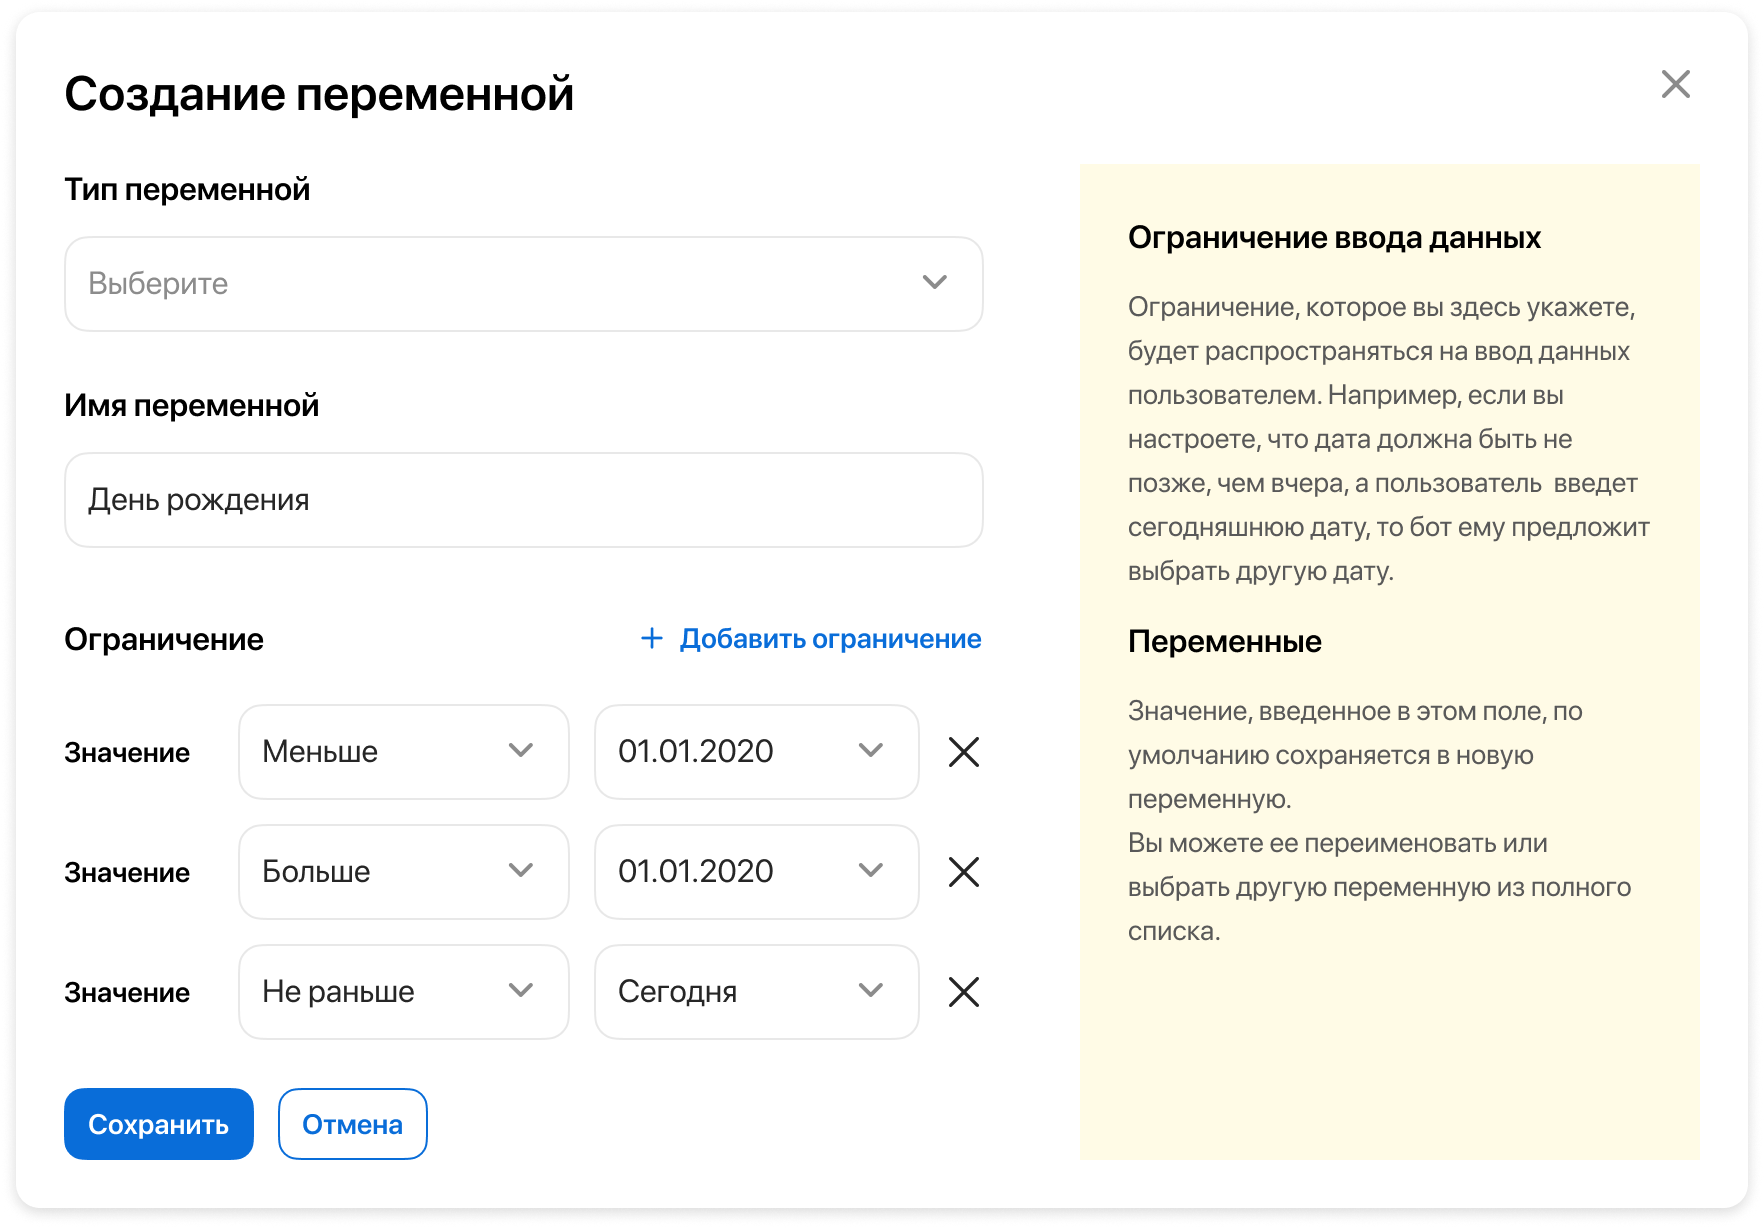 Создание переменной
Тип переменной
Выберите
Имя переменной
День рождения
Ограничение
+ Добавить ограничение
Значение Меньше 01.01.2020
Значение Больше 01.01.2020
Значение Не раньше Сегодня
Сохранить Отмена
Ограничение ввода данных
Ограничение, которое вы здесь укажете,
будет распространяться на ввод данных
пользователем. Например, если вы
настроете, что дата должна быть не
позже, чем вчера, а пользователь  введет
сегодняшнюю дату, то бот ему предложит
выбрать другую дату.
Переменные
Значение, введенное в этом поле, по
умолчанию сохраняется в новую
переменную.
Вы можете ее переименовать или
выбрать другую переменную из полного
списка.